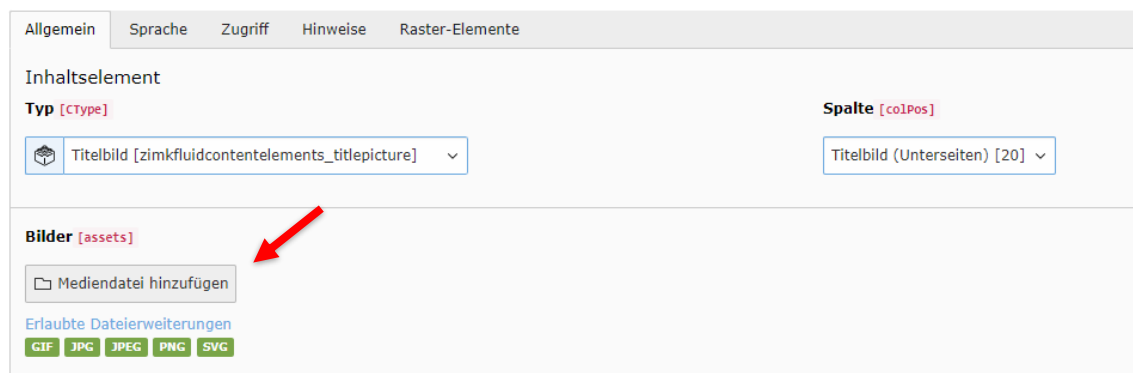 Allgemein Sprache Zugriff Hinweise Raster-Elemente
Inhaltselement
Typ [CType] Spalte [colPos]
Titelbild [zimkfluidcontentelements_titlepicture] Titelbild (Unterseiten) [20]
Bilder [assets]
Mediendatei hinzufügen
Erlaubte Dateierweiterungen
GIF JPG JPEG PNG SVG